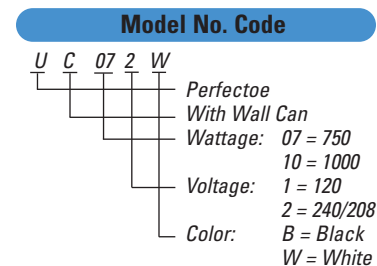 Model No. Code
U C 07 2 W
Perfectoe
With Wall Can
Wattage: 07 = 750
10 = 1000
Voltage: 1 = 120
2 = 240/208
Color: B = Black
W = White